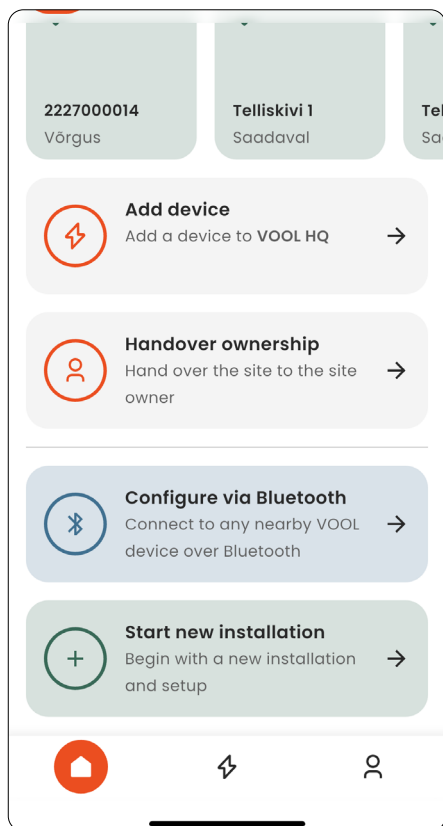 2227000014
Võrgus
Telliskivi 1
Saadaval
Tel
Sa
Add device
Add a device to VOOL HQ
Handover ownership
Hand over the site to the site
owner
Configure via Bluetooth
Connect to any nearby VOOL
device over Bluetooth
Start new installation
Begin with a new installation
and setup